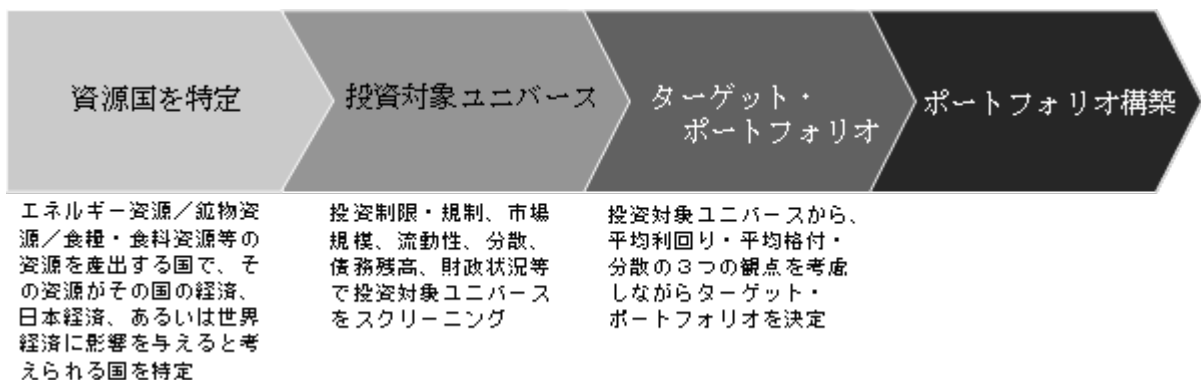 資源国を特定
投資対象ユニバース
ターゲット・
ポートフォリオ
ポートフォリオ構築
エネルギー資源／鉱物資
源／食糧・食料資源等の
資源を産出する国で、そ
の資源がその国の経済、
日本経済、あるいは世界
経済に影響を与えると考
えられる国を特定
投資制限・規制、市場
規模、流動性、分散、
債務残高、財政状況等
で投資対象ユニバース
をスクリーニング
投資対象ユニバースから、
平均利回り・平均格付・
分散の３つの観点を考慮
しながらターゲット・
ポートフォリオを決定